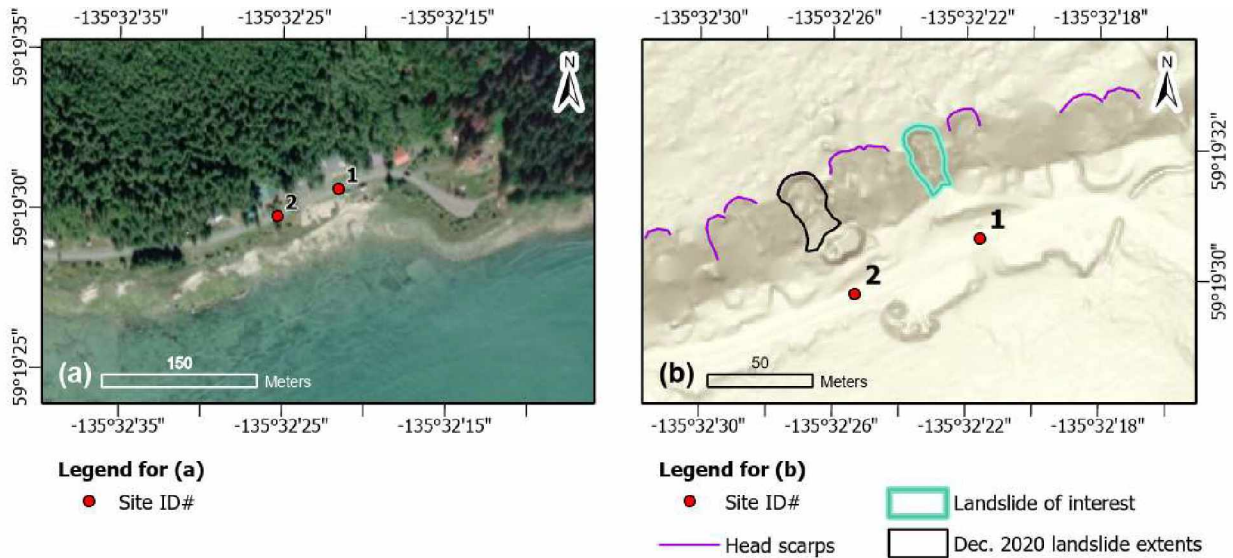 -135°32'35" -135°32'25" -135°32'15"
59°19'35"
59°19'30"
59°19'25"
N
1
2
(a)
150
Meters
-135°32'35" -135°32'25" -135°32'15"
-135°32'30" -135°32'26" -135°32'22" -135°32'18"
59°19'32"
59°19'30"
N
1
2
(b)
50
Meters
-135°32'30" -135°32'26" -135°32'22" -135°32'18"
Legend for (a)
Site ID#
Legend for (b)
Site ID#
Landslide of interest
Head scarps
Dec. 2020 landslide extents